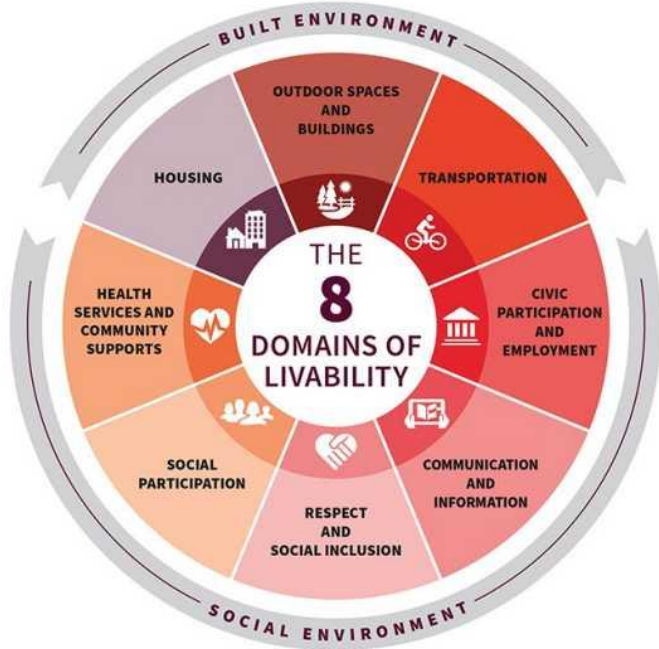 BUILT ENVIRONMENT
OUTDOOR SPACES
AND
BUILDINGS
HOUSING
TRANSPORTATION
HEALTH
SERVICES AND
COMMUNITY
SUPPORTS
THE
8
DOMAINS OF
LIVABILITY
CIVIC
PARTICIPATION
AND
EMPLOYMENT
SOCIAL
PARTICIPATION
COMMUNICATION
AND
INFORMATION
RESPECT
AND
SOCIAL INCLUSION
SOCIAL ENVIRONMENT